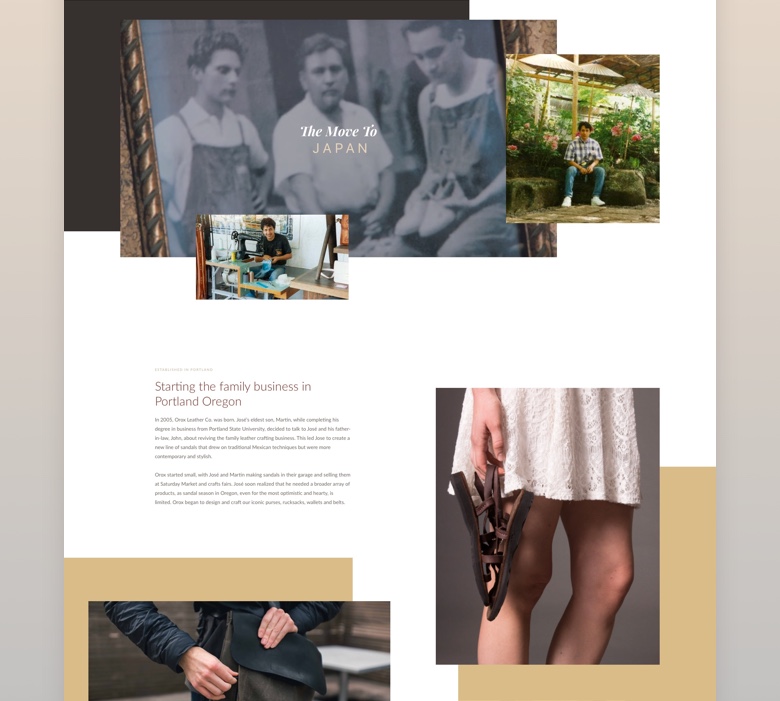 The Move To
JAPAN
ESTABLISHING IN PORTLAND
Starting the family business in
Portland Oregon
In 2005, Orox Leather Co. was born. José's eldest son, Martin, while completing his
degree in business from Portland State University, decided to talk to José and his father-
in-law, John, about reviving the family leather crafting business. This led Jose to create a
new line of sandals that drew on traditional Mexican techniques but were more
contemporary and stylish.
Orox started small, with José and Martin making sandals in their garage and selling them
at Saturday Market and crafts fairs. José soon realized that he needed a broader array of
products, as sandal season in Oregon, even for the most optimistic and hearty, is
limited. Orox began to design and craft our iconic purses, rucksacks, wallets and belts.